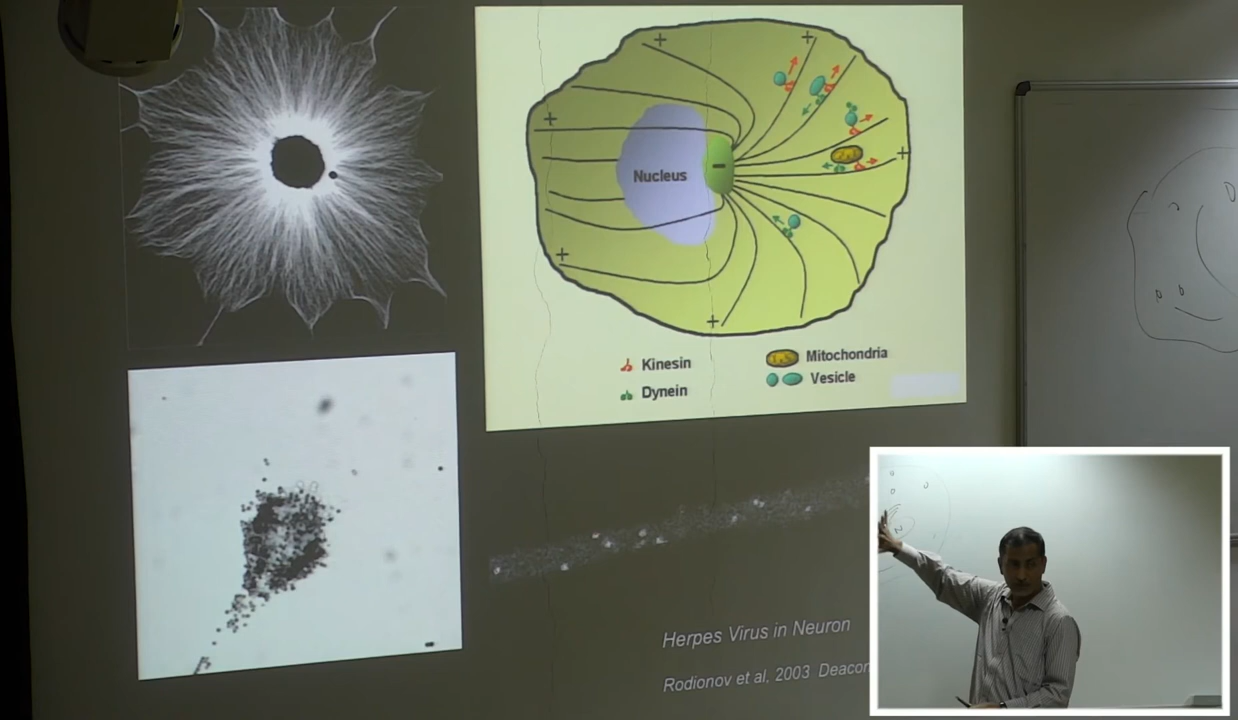 +
+
+
Nucleus
-
+
+
+
Kinesin
Mitochondria
Dynein
Vesicle
Herpes Virus in Neuron
Rodionov et al. 2003 Deacon